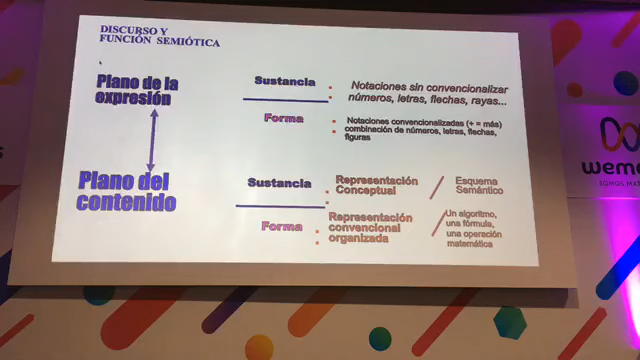 DISCURSO Y
FUNCIÓN SEMIÓTICA
Plano de la
expresión
Sustancia :
Notaciones sin convencionalizar
números, letras, flechas, rayas...
Forma :
Notaciones convencionalizadas (+ = más)
combinación de números, letras, flechas,
figuras
Plano del
contenido
Sustancia :
Representación
Conceptual
/ Esquema
Semántico
Forma :
Representación
convencional
organizada
/ Un algoritmo,
una fórmula,
una operación
matemática
SOMOS